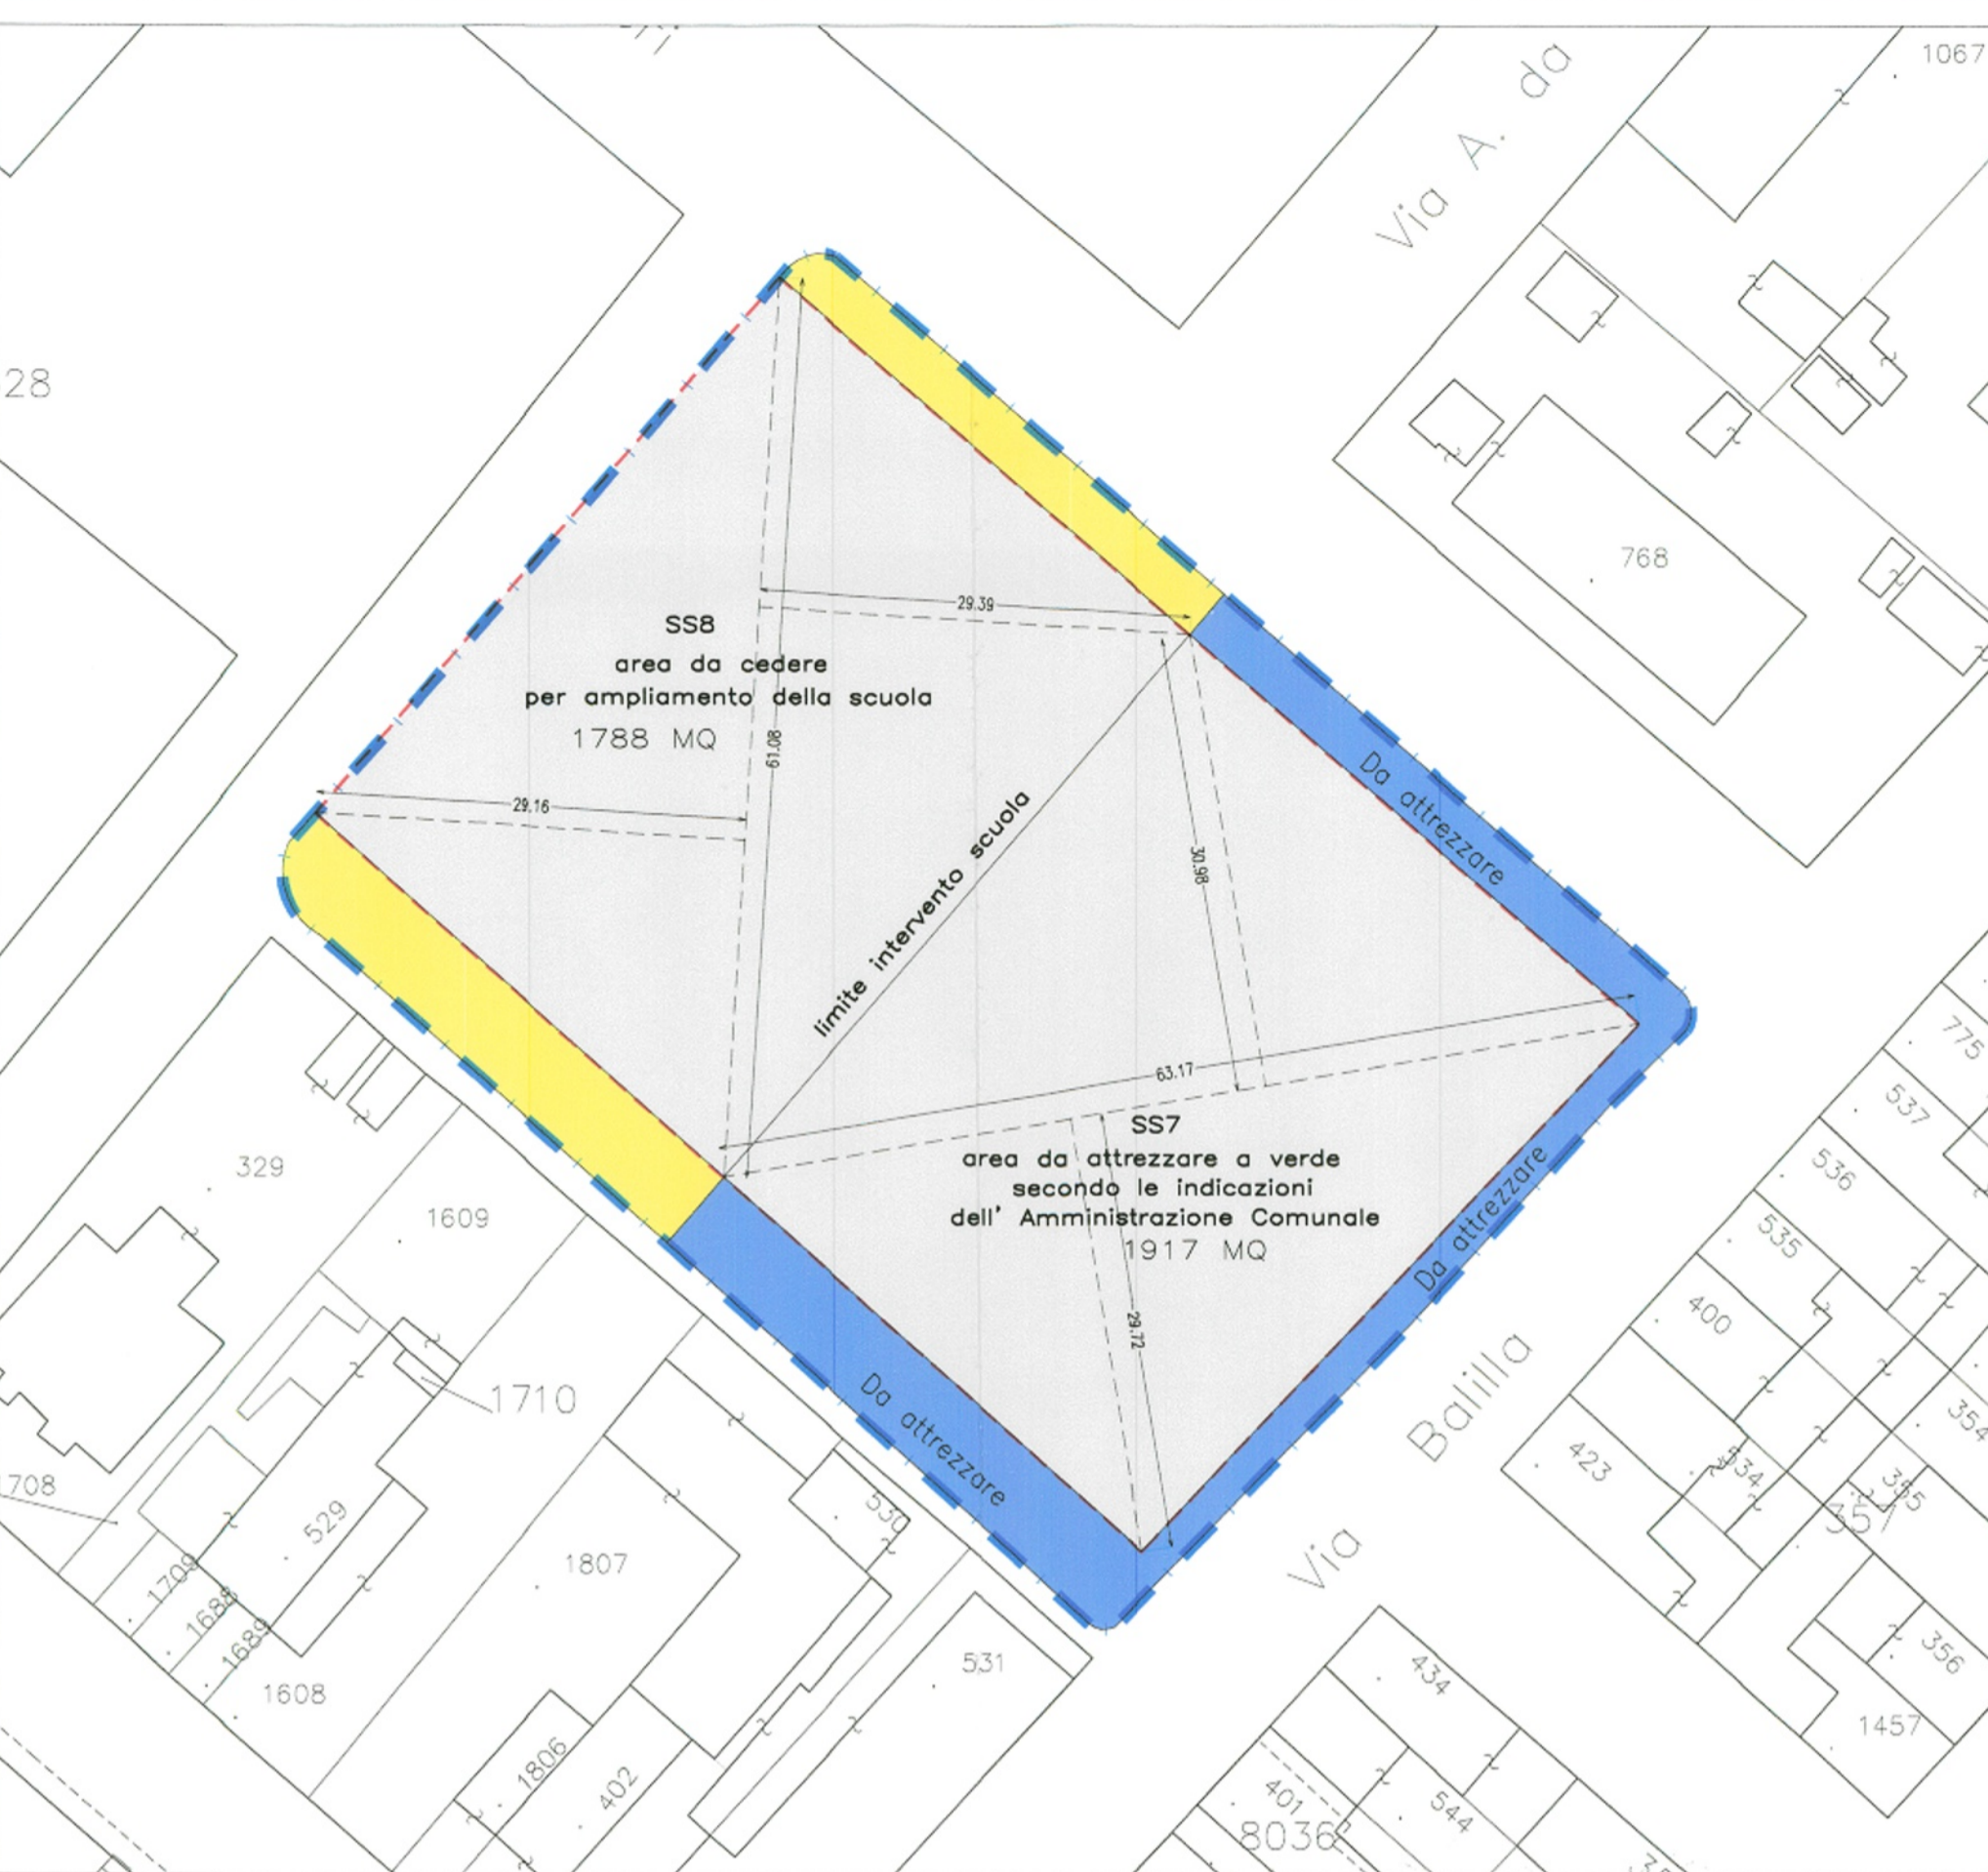 1067
Via A. da
28
768
SS8
area da cedere
per ampliamento della scuola
1788 MQ
29.39
61.08
29.16
limite intervento scuola
30.98
63.17
Da attrezzare
SS7
area da attrezzare a verde
secondo le indicazioni
dell' Amministrazione Comunale
1917 MQ
29.72
Da attrezzare
Da attrezzare
Via Balilla
775
537
536
535
400
423
534
354
355
357
356
1457
329
1609
1710
1708
529
1709
1688
1689
1608
1807
530
531
1806
402
434
401
544
8036